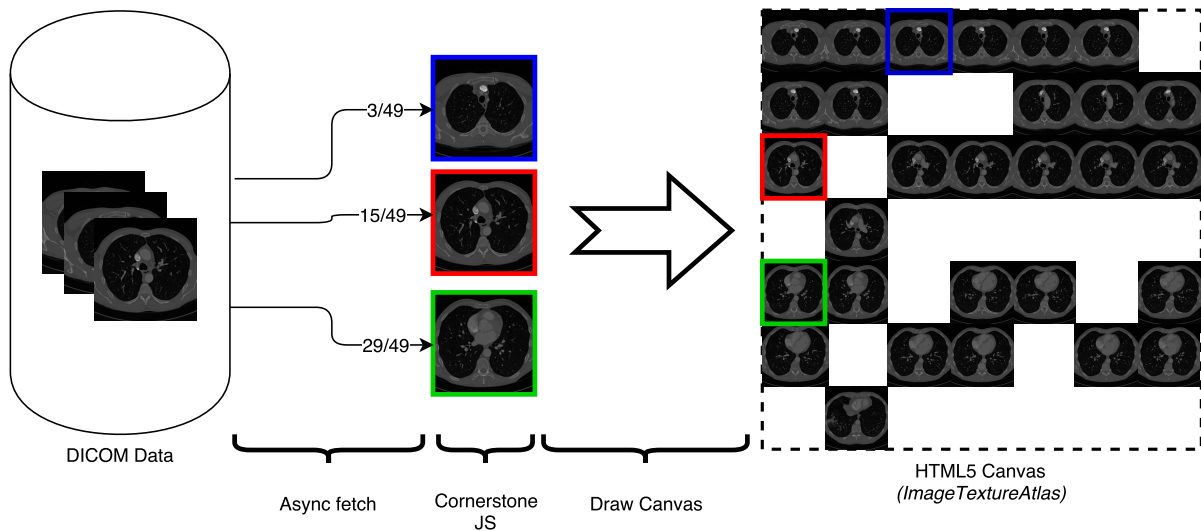 3/49
15/49
29/49
DICOM Data
Async fetch
Cornerstone
JS
Draw Canvas
HTML5 Canvas
(ImageTextureAtlas)